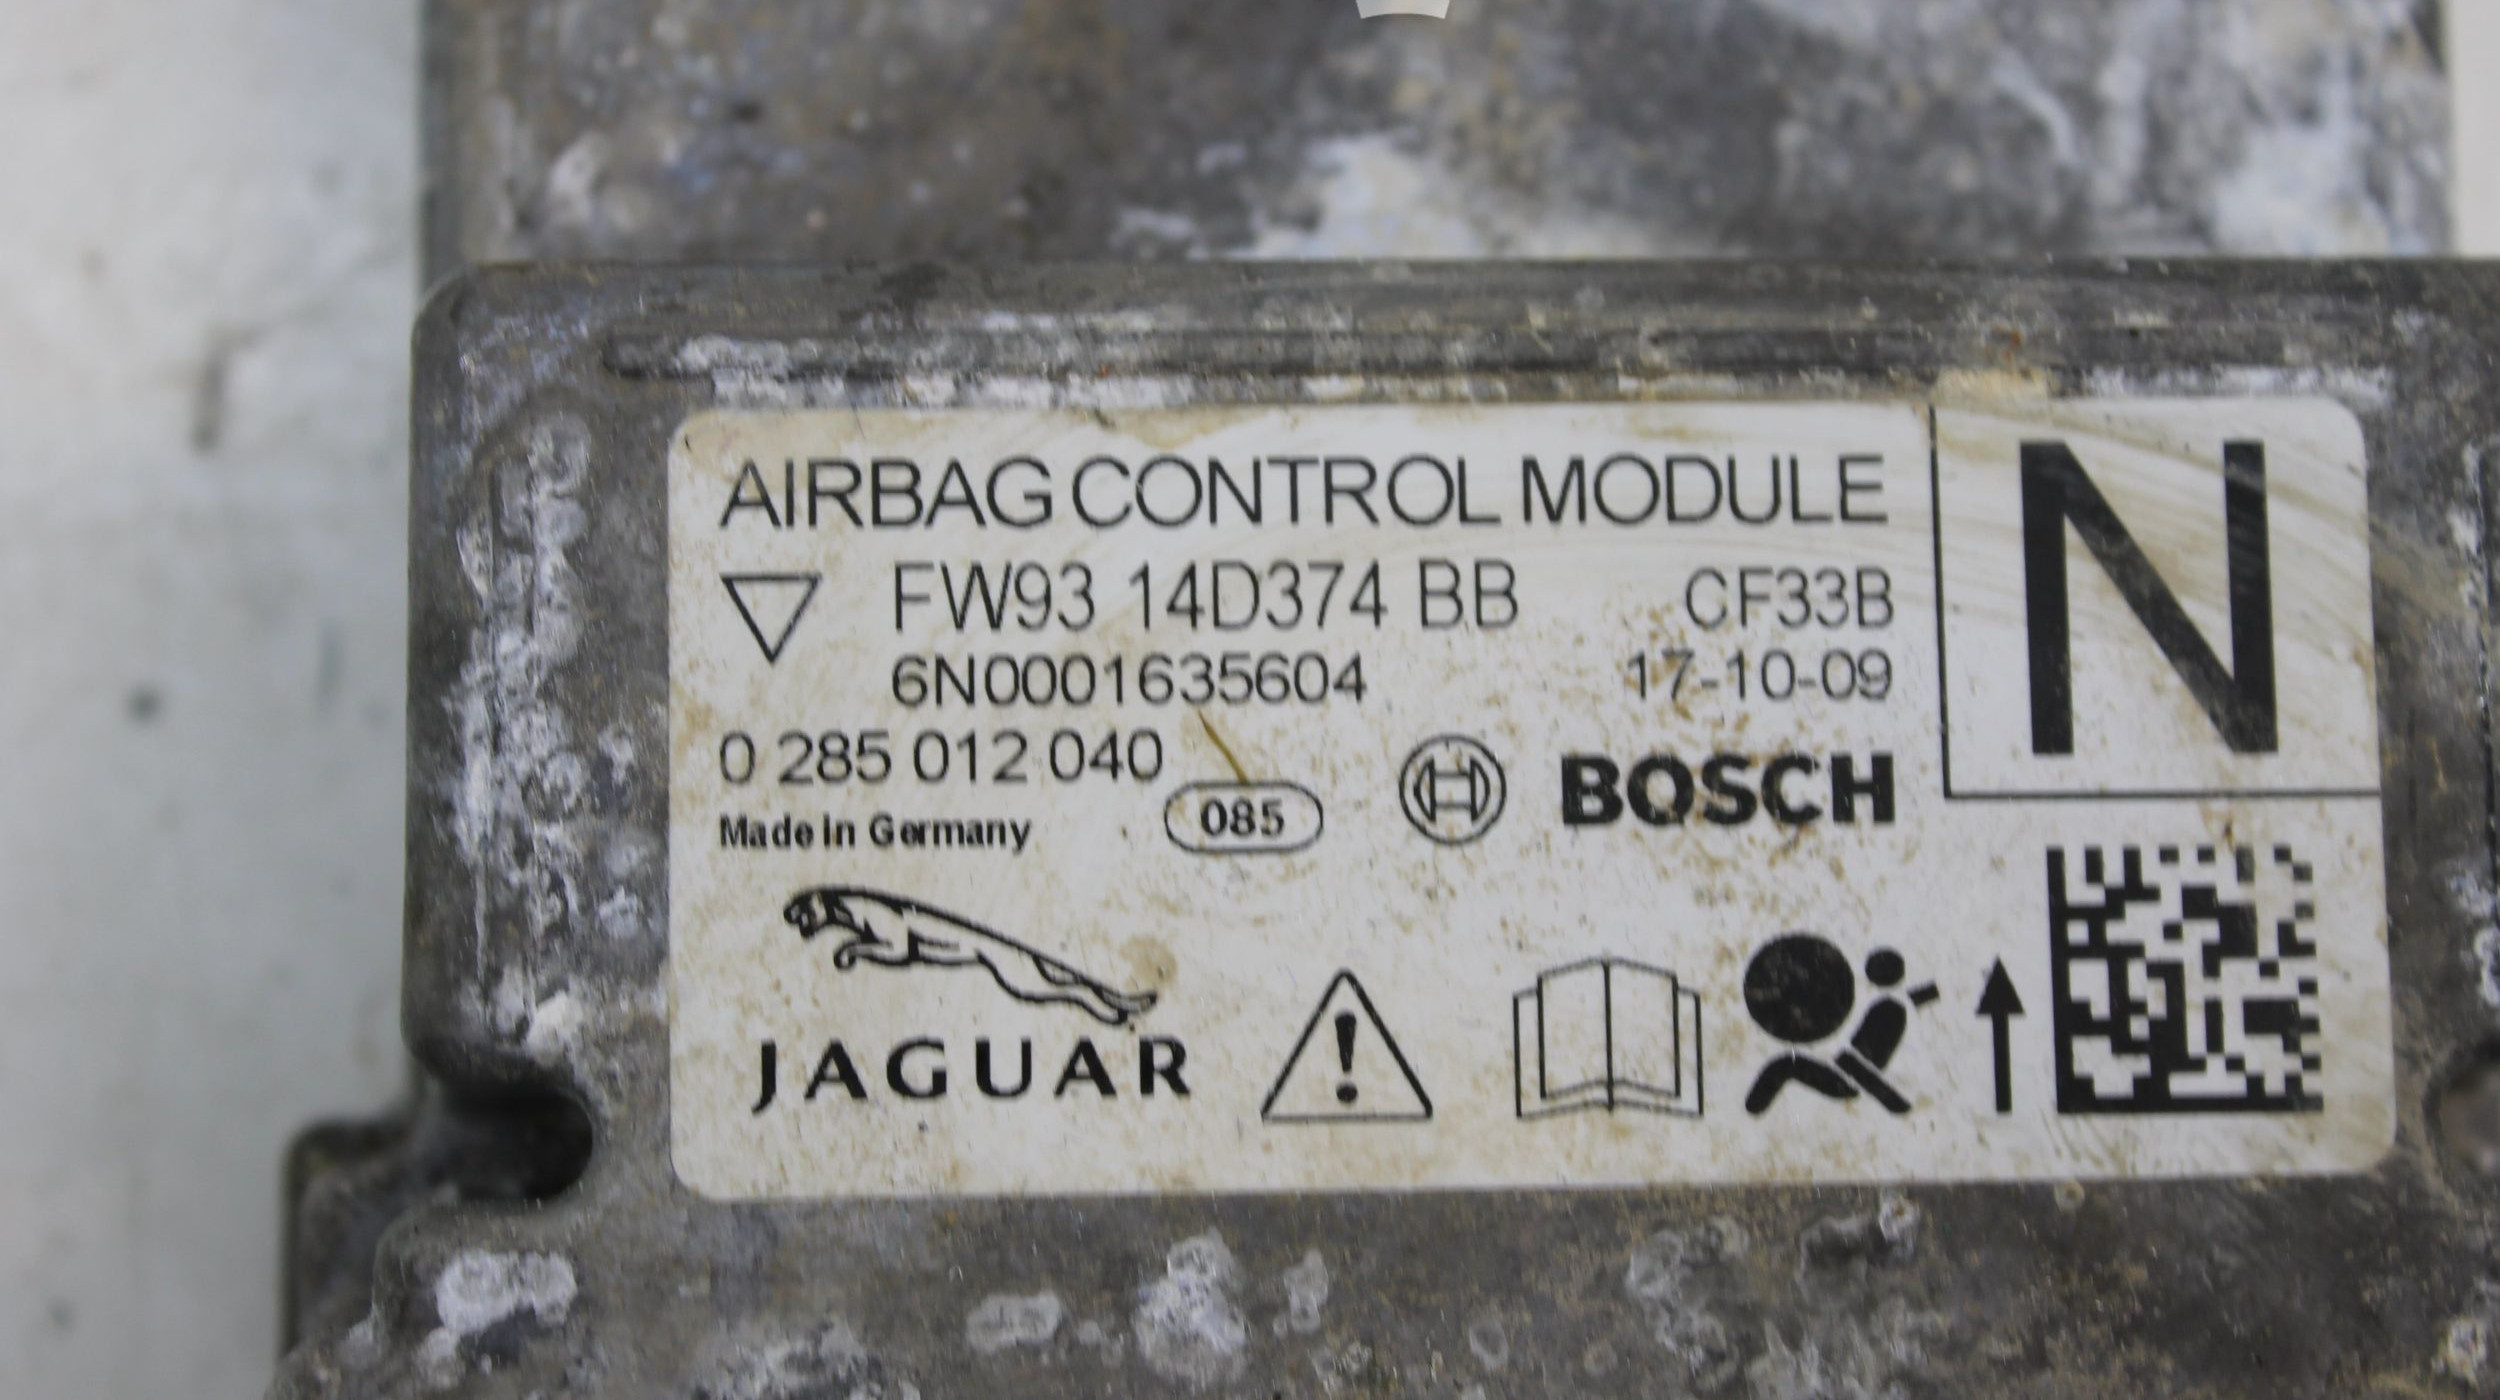 AIRBAG CONTROL MODULE
N
FW93 14D374 BB CF33B
6N0001635604 17-10-09
0 285 012 040
Made in Germany 085 BOSCH
JAGUAR